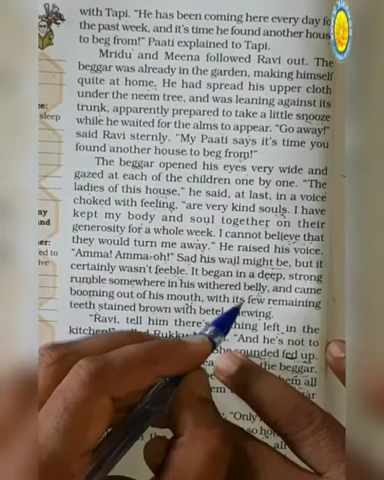 with Tapi. “He has been coming here every day for
the past week, and it's time he found another house
to beg from!” Paati explained to Tapi.
Mridu and Meena followed Ravi out. The
beggar was already in the garden, making himself
quite at home. He had spread his upper cloth
under the neem tree, and was leaning against its
trunk, apparently prepared to take a little snooze
while he waited for the alms to appear. “Go away!”
said Ravi sternly. “My Paati says it's time you
found another house to beg from!”
The beggar opened his eyes very wide and
gazed at each of the children one by one. “The
ladies of this house,” he said, at last, in a voice
choked with feeling, “are very kind souls. I have
kept my body and soul together on their
generosity for a whole week. I cannot believe that
they would turn me away.” He raised his voice.
“Amma! Amma-oh!” Sad his wail might be, but it
certainly wasn't feeble. It began in a deep, strong
rumble somewhere in his withered belly, and came
booming out of his mouth, with its few remaining
teeth stained brown with betel
“Ravi, tell him there's left in the
“And he's not to
sounded fed up.
the beggar.
all
“Only
so
sleep